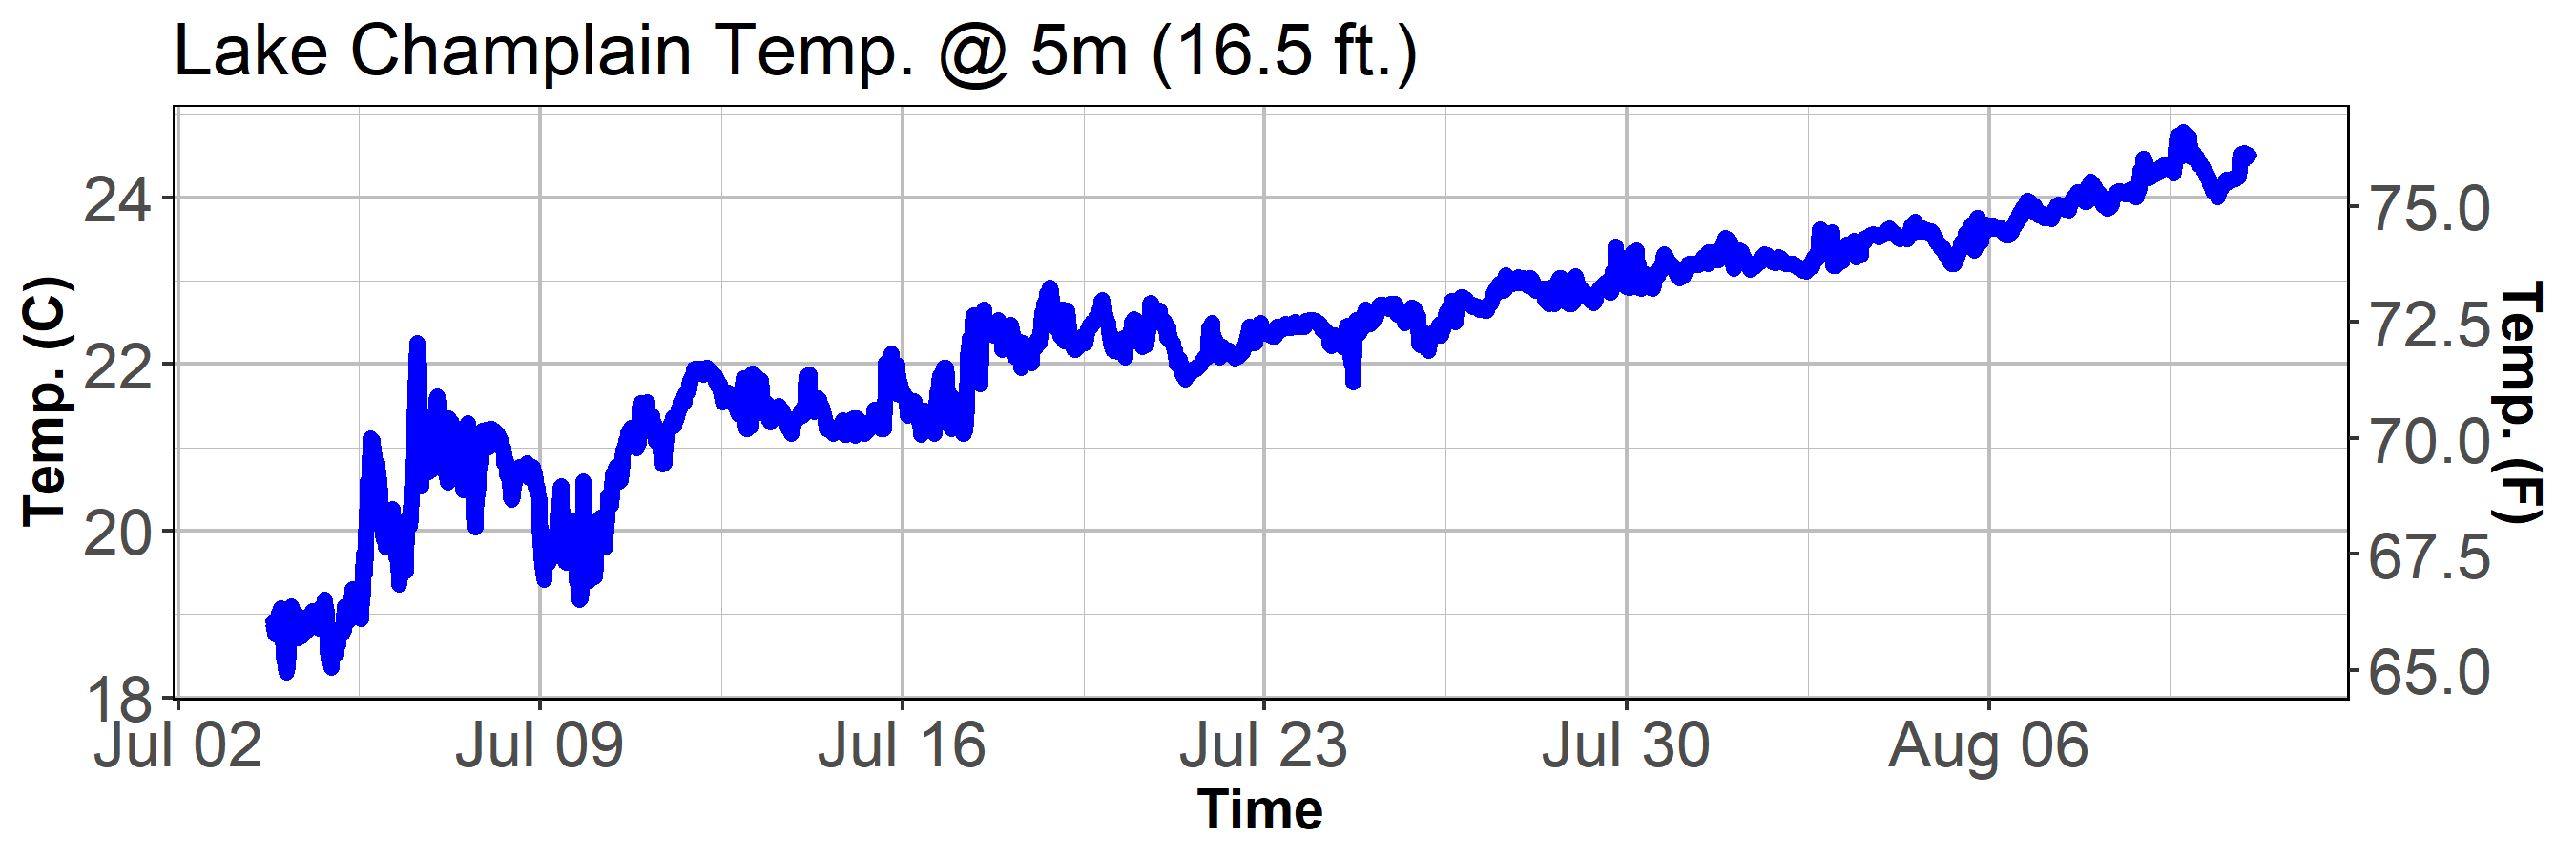 Lake Champlain Temp. @ 5m (16.5 ft.)
Temp. (C)
24
22
20
18
75.0
72.5
70.0
67.5
65.0
Temp. (F)
Jul 02 Jul 09 Jul 16 Jul 23 Jul 30 Aug 06
Time